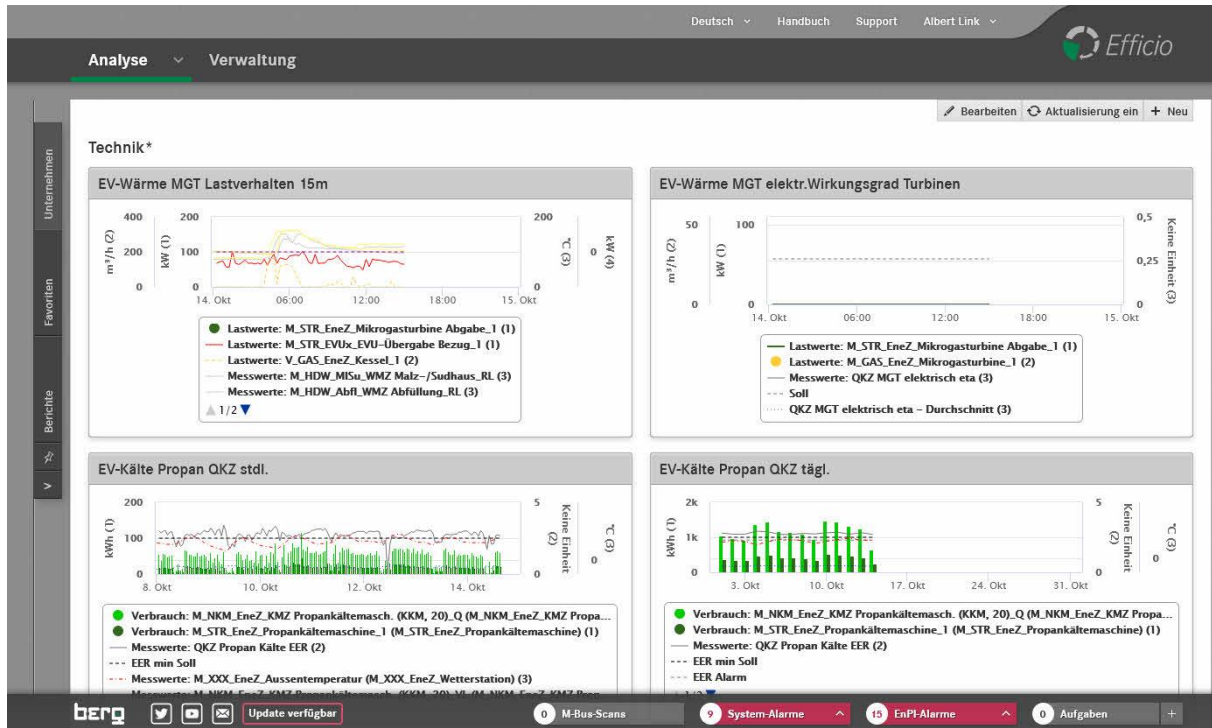 Deutsch
Handbuch
Support
Albert Link
Efficio
Analyse
Verwaltung
Bearbeiten
Aktualisierung ein
+ Neu
Unternehmen
Favoriten
Berichte
>
Technik*
EV-Wärme MGT Lastverhalten 15m
400
200
0
m³/h (2)
200
100
0
kW (1)
200
0
°C (3)
0
kW (4)
14. Okt
06:00
12:00
18:00
15. Okt
Lastwerte: M_STR_EneZ_Mikrogasturbine Abgabe_1 (1)
Lastwerte: M_STR_EVUx_EVU-Übergabe Bezug_1 (1)
Lastwerte: V_GAS_EneZ_Kessel_1 (2)
Messwerte: M_HDW_MISu_WMZ Malz-/Sudhaus_RL (3)
Messwerte: M_HDW_Abfl_WMZ Abfüllung_RL (3)
1/2
EV-Wärme MGT elektr.Wirkungsgrad Turbinen
50
0
m³/h (2)
100
0
kW (1)
0,5
0,25
0
Keine Einheit (3)
14. Okt
06:00
12:00
18:00
15. Okt
Lastwerte: M_STR_EneZ_Mikrogasturbine Abgabe_1 (1)
Lastwerte: M_GAS_EneZ_Mikrogasturbine_1 (2)
Messwerte: QKZ MGT elektrisch eta (3)
Soll
QKZ MGT elektrisch eta - Durchschnitt (3)
EV-Kälte Propan QKZ stdl.
200
100
0
kWh (1)
5
0
Keine Einheit (2)
0
°C (3)
8. Okt
10. Okt
12. Okt
14. Okt
Verbrauch: M_NKM_EneZ_KMZ Propankältemasch. (KKM, 20)_Q (M_NKM_EneZ_KMZ Propa...
Verbrauch: M_STR_EneZ_Propankältemaschine_1 (M_STR_EneZ_Propankältemaschine) (1)
Messwerte: QKZ Propan Kälte EER (2)
EER min Soll
Messwerte: M_XXX_EneZ_Aussentemperatur (M_XXX_EneZ_Wetterstation) (3)
EV-Kälte Propan QKZ tägl.
2k
1k
0
kWh (1)
5
0
Keine Einheit (2)
0
°C (3)
3. Okt
10. Okt
17. Okt
24. Okt
31. Okt
Verbrauch: M_NKM_EneZ_KMZ Propankältemasch. (KKM, 20)_Q (M_NKM_EneZ_KMZ Propa...
Verbrauch: M_STR_EneZ_Propankältemaschine_1 (M_STR_EneZ_Propankältemaschine) (1)
Messwerte: QKZ Propan Kälte EER (2)
EER min Soll
EER Alarm
berg
Update verfügbar
0 M-Bus-Scans
9 System-Alarme
15 EnPI-Alarme
0 Aufgaben
+